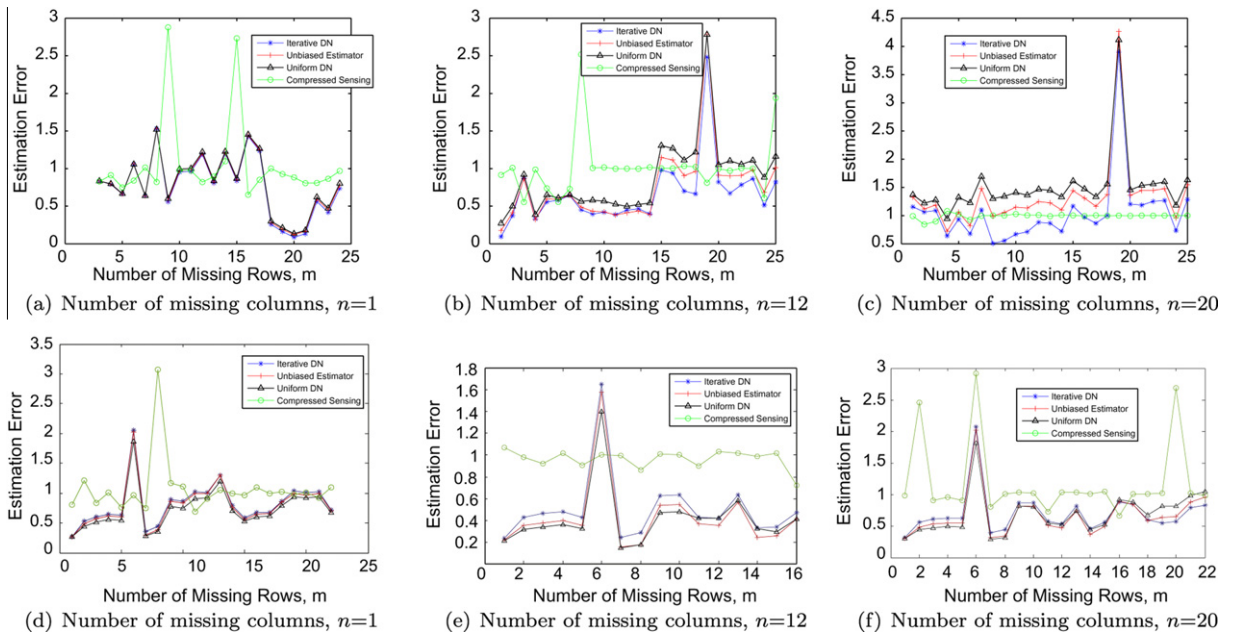 3
2.5
2
1.5
1
0.5
0
Estimation Error
Iterative DN
Unbiased Estimator
Uniform DN
Compressed Sensing
0 5 10 15 20 25
Number of Missing Rows, m
(a) Number of missing columns, n=1
3
2.5
2
1.5
1
0.5
0
Estimation Error
Iterative DN
Unbiased Estimator
Uniform DN
Compressed Sensing
0 5 10 15 20 25
Number of Missing Rows, m
(b) Number of missing columns, n=12
4.5
4
3.5
3
2.5
2
1.5
1
0.5
Estimation Error
Iterative DN
Unbiased Estimator
Uniform DN
Compressed Sensing
0 5 10 15 20 25
Number of Missing Rows, m
(c) Number of missing columns, n=20
3.5
3
2.5
2
1.5
1
0.5
0
Estimation Error
Iterative DN
Unbiased Estimator
Uniform DN
Compressed Sensing
0 5 10 15 20 25
Number of Missing Rows, m
(d) Number of missing columns, n=1
1.8
1.6
1.4
1.2
1
0.8
0.6
0.4
0.2
Estimation Error
Iterative DN
Unbiased Estimator
Uniform DN
Compressed Sensing
0 2 4 6 8 10 12 14 16
Number of Missing Rows, m
(e) Number of missing columns, n=12
3
2.5
2
1.5
1
0.5
0
Estimation Error
Iterative DN
Unbiased Estimator
Uniform DN
Compressed Sensing
0 2 4 6 8 10 12 14 16 18 20 22
Number of Missing Rows, m
(f) Number of missing columns, n=20